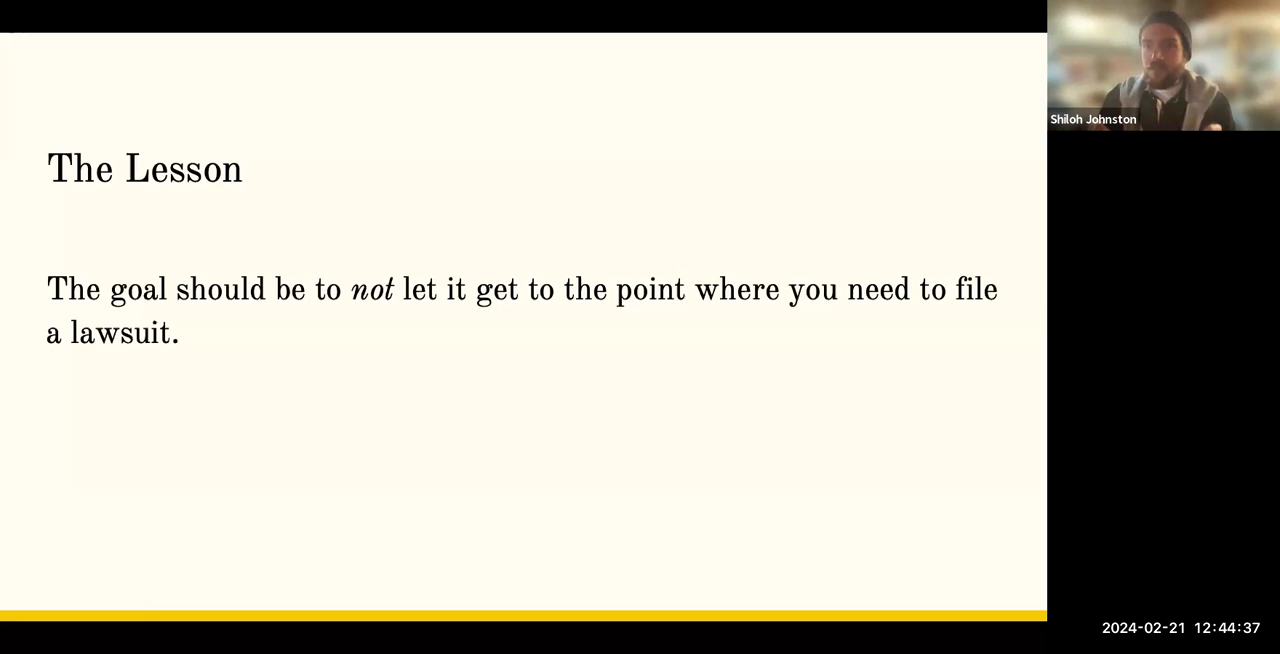 The Lesson
The goal should be to not let it get to the point where you need to file
a lawsuit.
Shiloh Johnston
2024-02-21 12:44:37